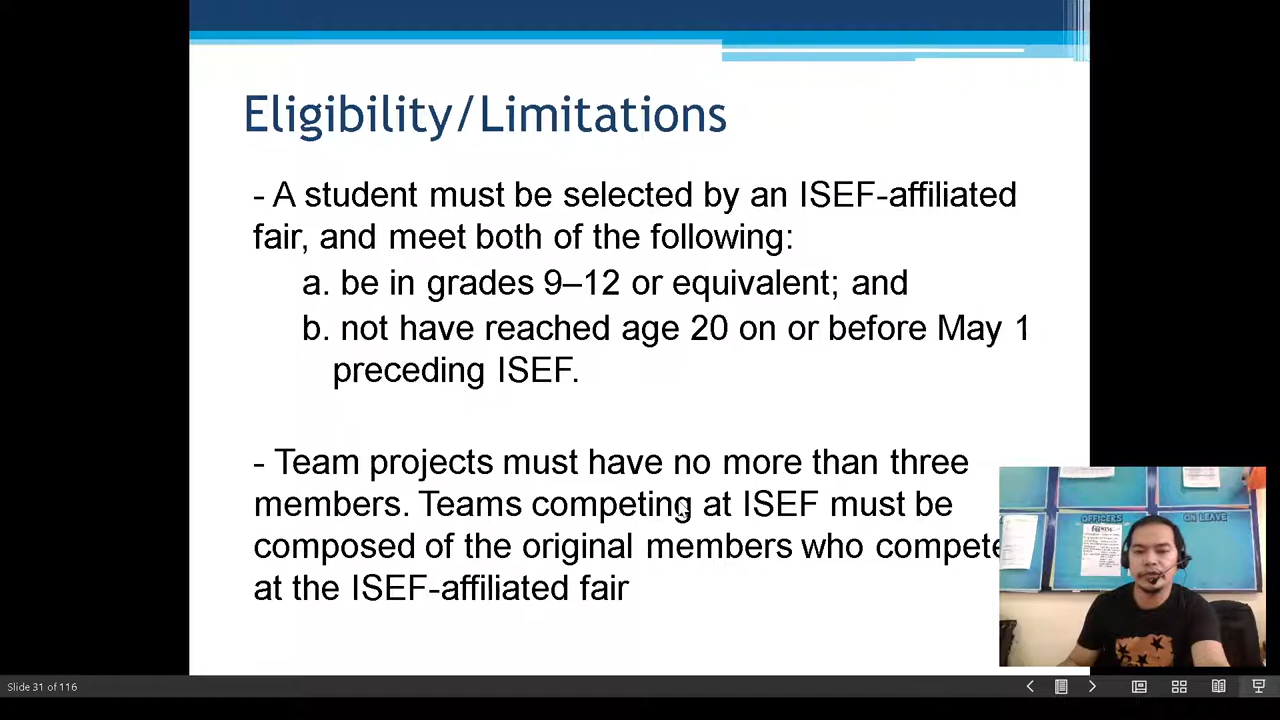 Eligibility/Limitations
- A student must be selected by an ISEF-affiliated
fair, and meet both of the following:
a. be in grades 9–12 or equivalent; and
b. not have reached age 20 on or before May 1
preceding ISEF.
- Team projects must have no more than three
members. Teams competing at ISEF must be
composed of the original members who compete
at the ISEF-affiliated fair
OFFICERS
ON LEAVE
Slide 31 of 116